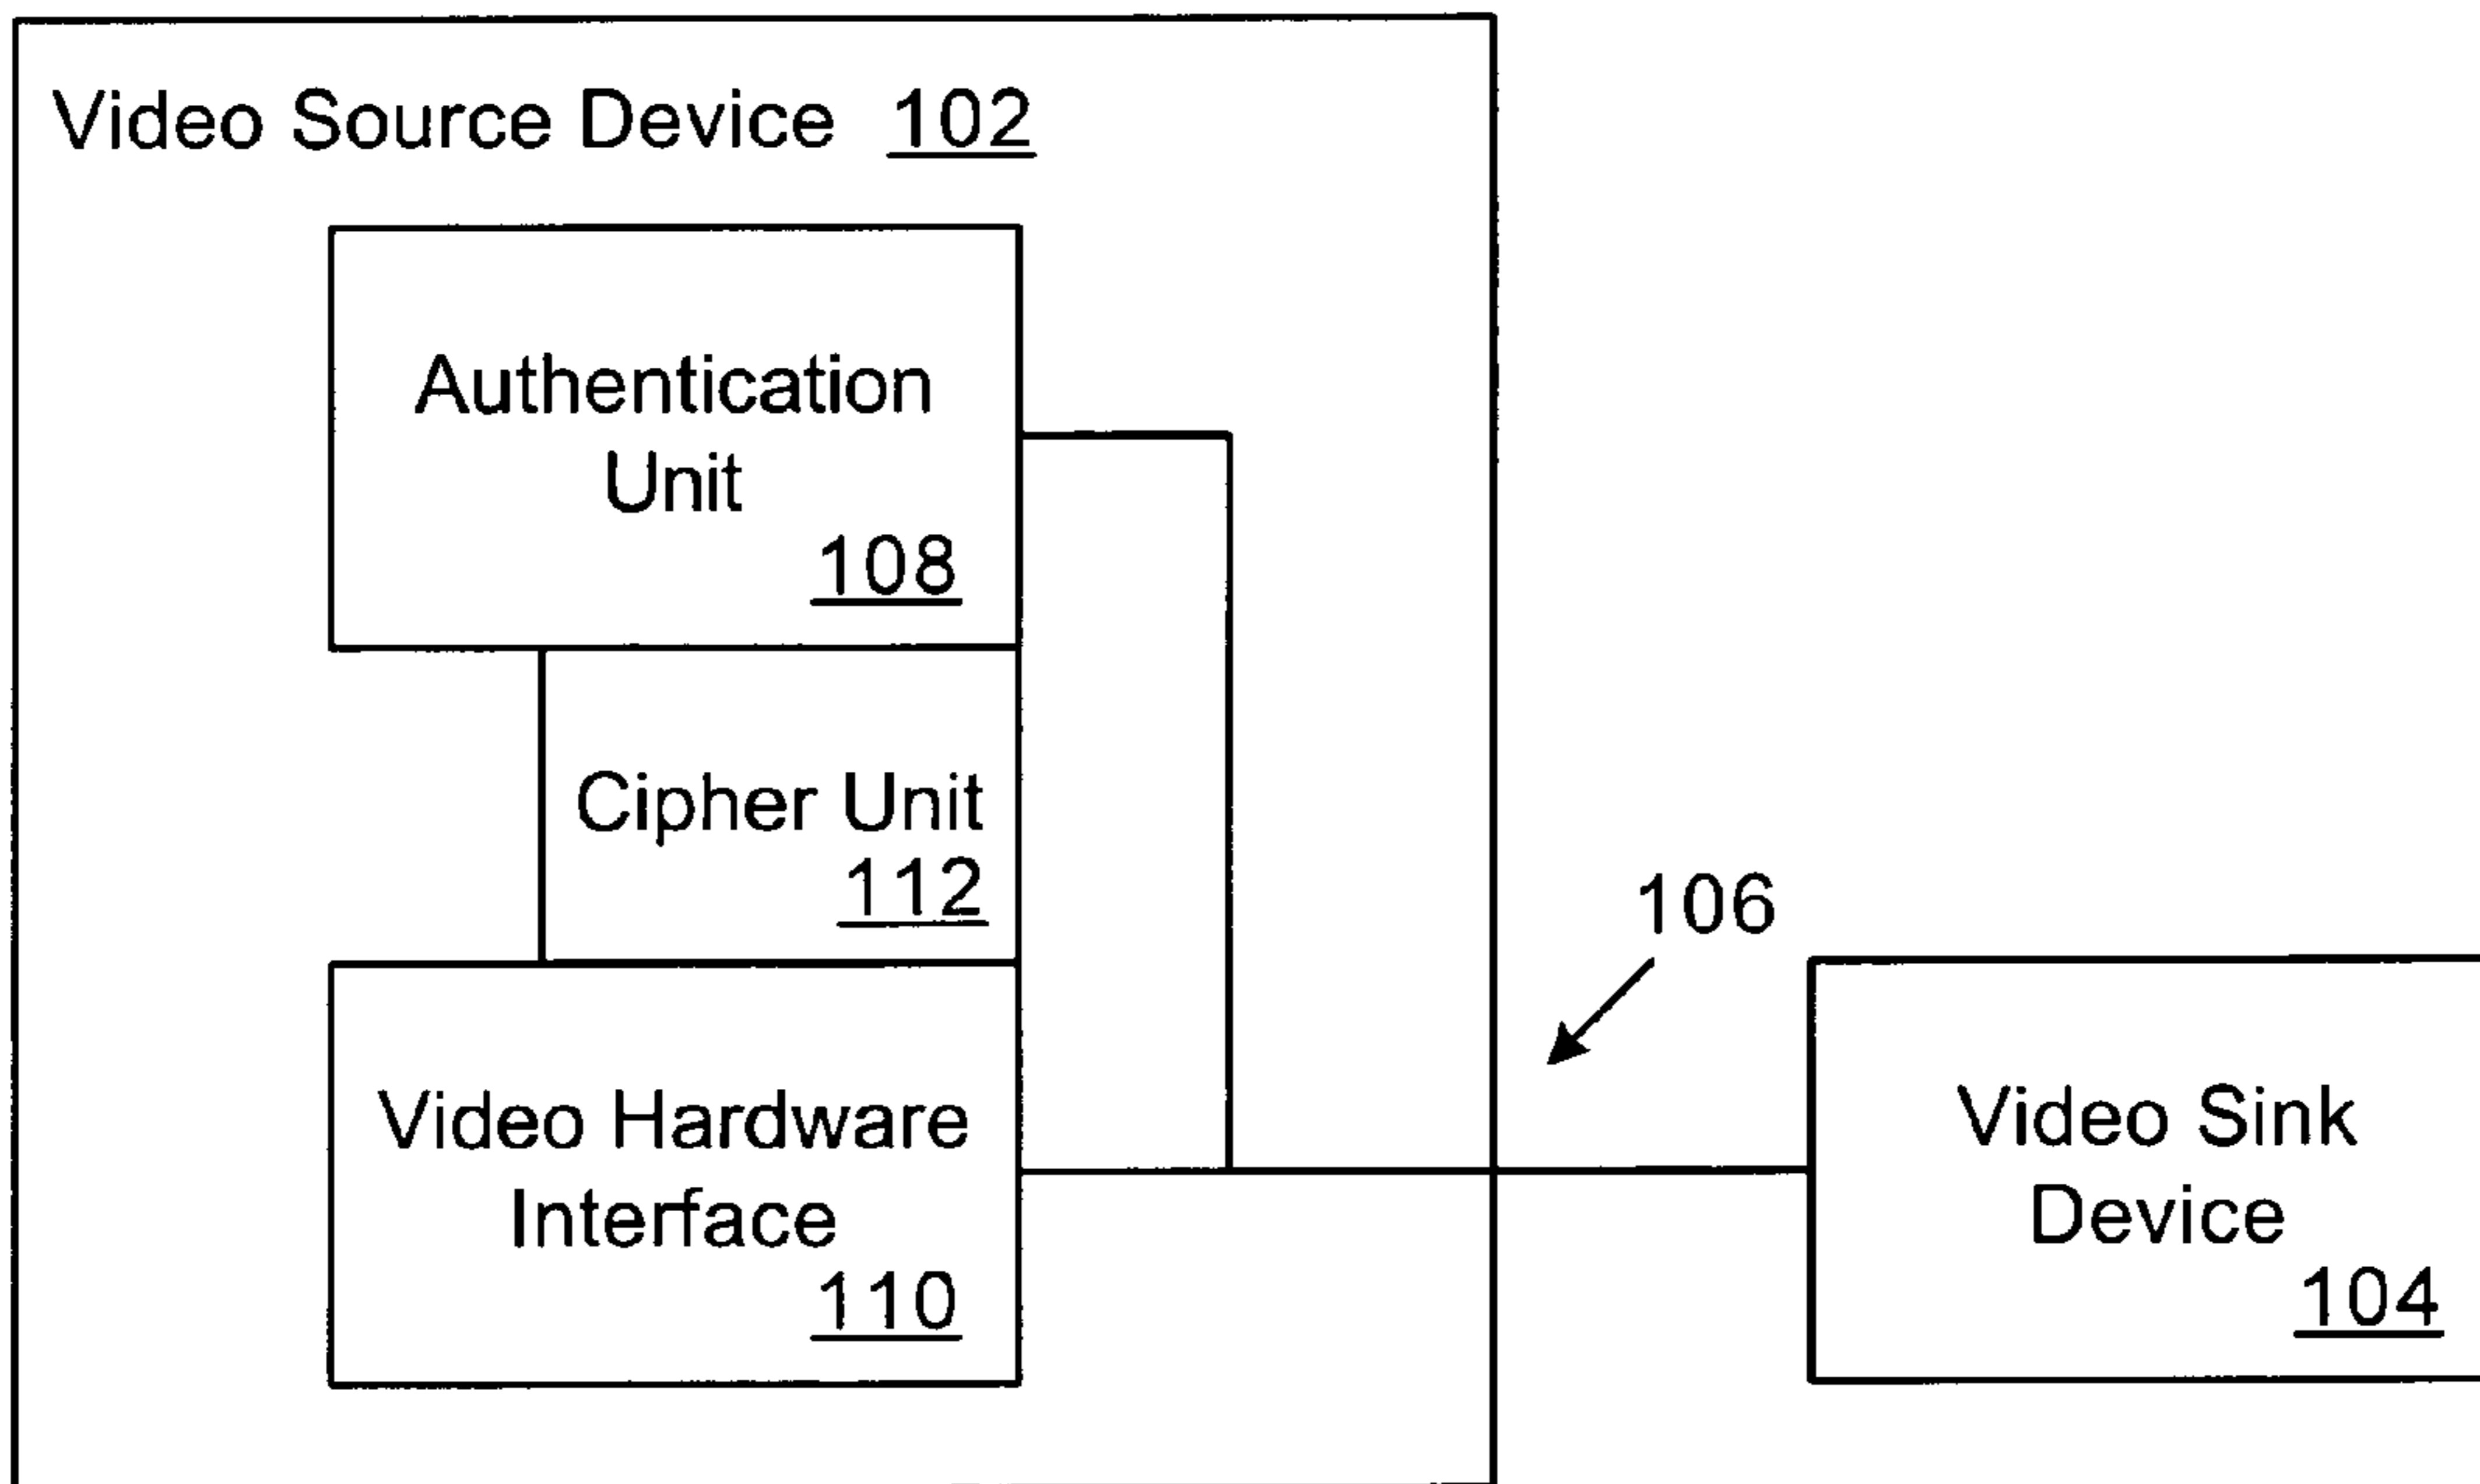 Video Source Device 102
Authentication
Unit
108
Cipher Unit
112
106
Video Hardware
Interface
110
Video Sink
Device
104